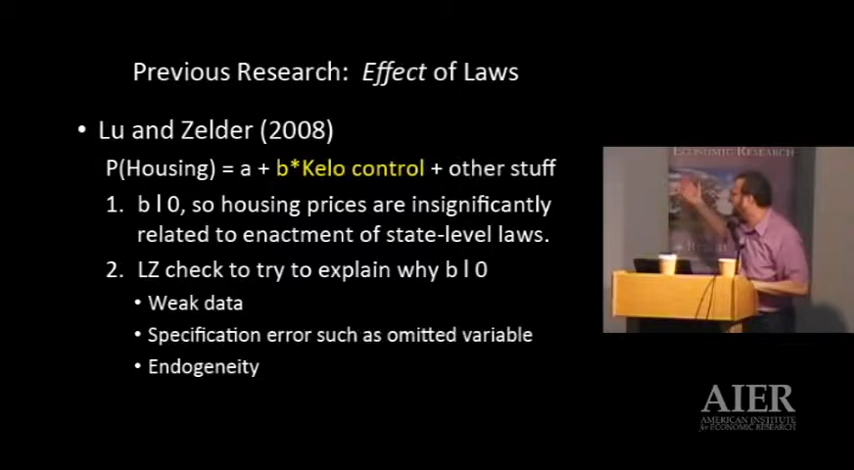 Previous Research: Effect of Laws
• Lu and Zelder (2008)
P(Housing) = a + b*Kelo control + other stuff
1. b l 0, so housing prices are insignificantly
related to enactment of state-level laws.
2. LZ check to try to explain why b l 0
• Weak data
• Specification error such as omitted variable
• Endogeneity
ECONOMIC RESEARCH
AIER
AMERICAN INSTITUTE
for ECONOMIC RESEARCH